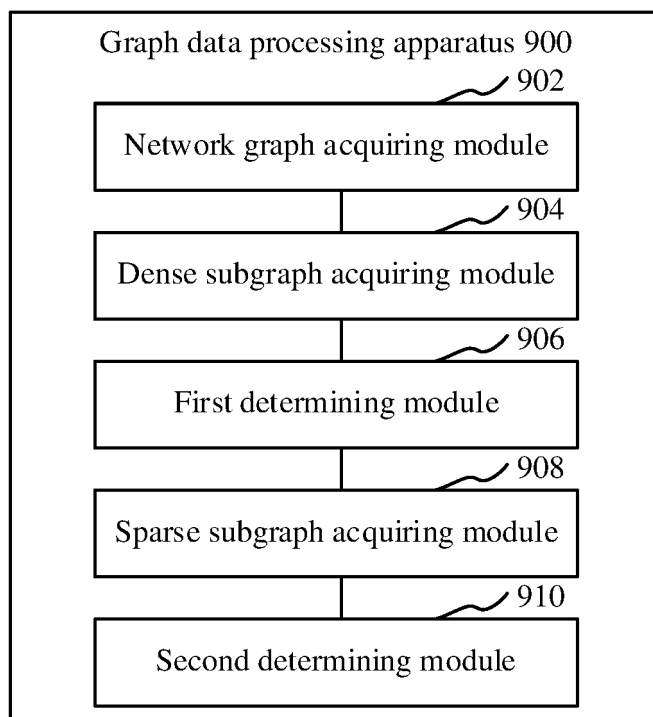 Graph data processing apparatus 900
902
Network graph acquiring module
904
Dense subgraph acquiring module
906
First determining module
908
Sparse subgraph acquiring module
910
Second determining module